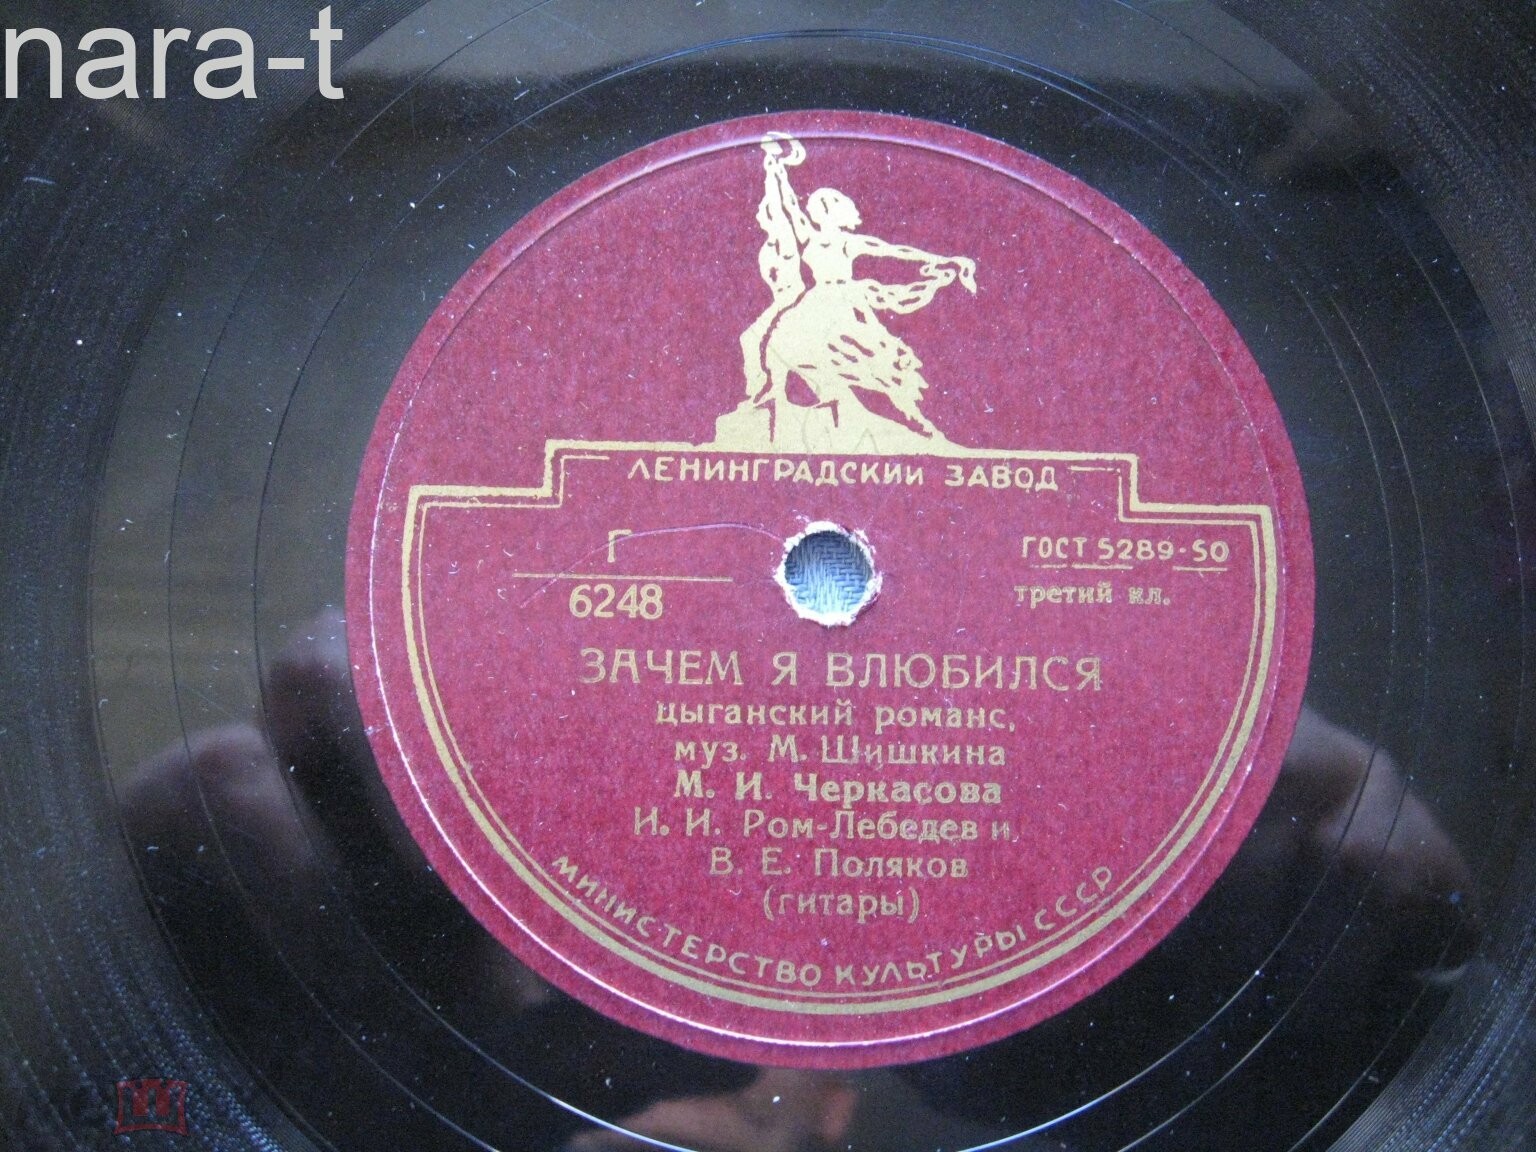 nara-t
ЛЕНИНГРАДСКИЙ ЗАВОД
Г
6248
ГОСТ 5289-50
третий кл.
ЗАЧЕМ Я ВЛЮБИЛСЯ
цыганский романс,
муз. М. Шишкина
М. И. Черкасова
И. И. Ром-Лебедев и
В. Е. Поляков
(гитары)
МИНИСТЕРСТВО КУЛЬТУРЫ СССР